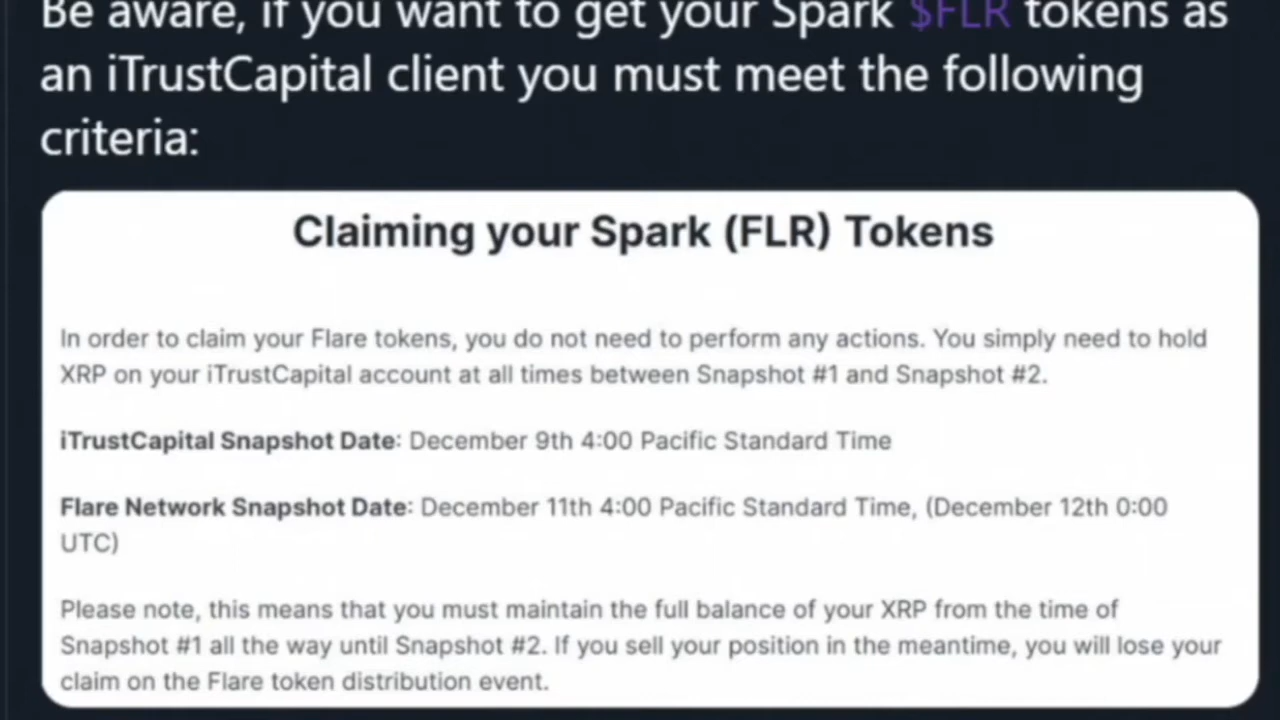 Be aware, if you want to get your Spark $FLR tokens as
an iTrustCapital client you must meet the following
criteria:
Claiming your Spark (FLR) Tokens
In order to claim your Flare tokens, you do not need to perform any actions. You simply need to hold
XRP on your iTrustCapital account at all times between Snapshot #1 and Snapshot #2.
iTrustCapital Snapshot Date: December 9th 4:00 Pacific Standard Time
Flare Network Snapshot Date: December 11th 4:00 Pacific Standard Time, (December 12th 0:00
UTC)
Please note, this means that you must maintain the full balance of your XRP from the time of
Snapshot #1 all the way until Snapshot #2. If you sell your position in the meantime, you will lose your
claim on the Flare token distribution event.